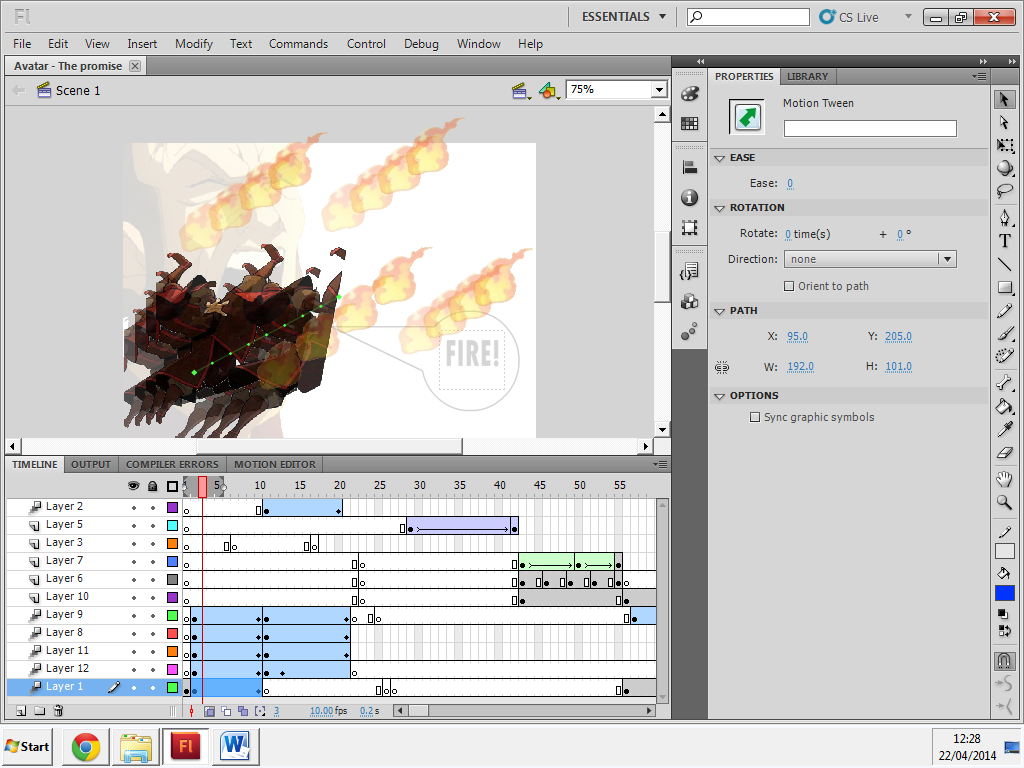 Fl
ESSENTIALS
CS Live
File Edit View Insert Modify Text Commands Control Debug Window Help
Avatar - The promise
Scene 1
75%
FIRE!
PROPERTIES LIBRARY
Motion Tween
EASE
Ease: 0
ROTATION
Rotate: 0 time(s) + 0 °
Direction: none
Orient to path
PATH
X: 95.0 Y: 205.0
W: 192.0 H: 101.0
OPTIONS
Sync graphic symbols
TIMELINE OUTPUT COMPILER ERRORS MOTION EDITOR
5 10 15 20 25 30 35 40 45 50 55
Layer 2
Layer 5
Layer 3
Layer 7
Layer 6
Layer 10
Layer 9
Layer 8
Layer 11
Layer 12
Layer 1
3 10.00 fps 0.2 s
Start
Fl
W
12:28
22/04/2014